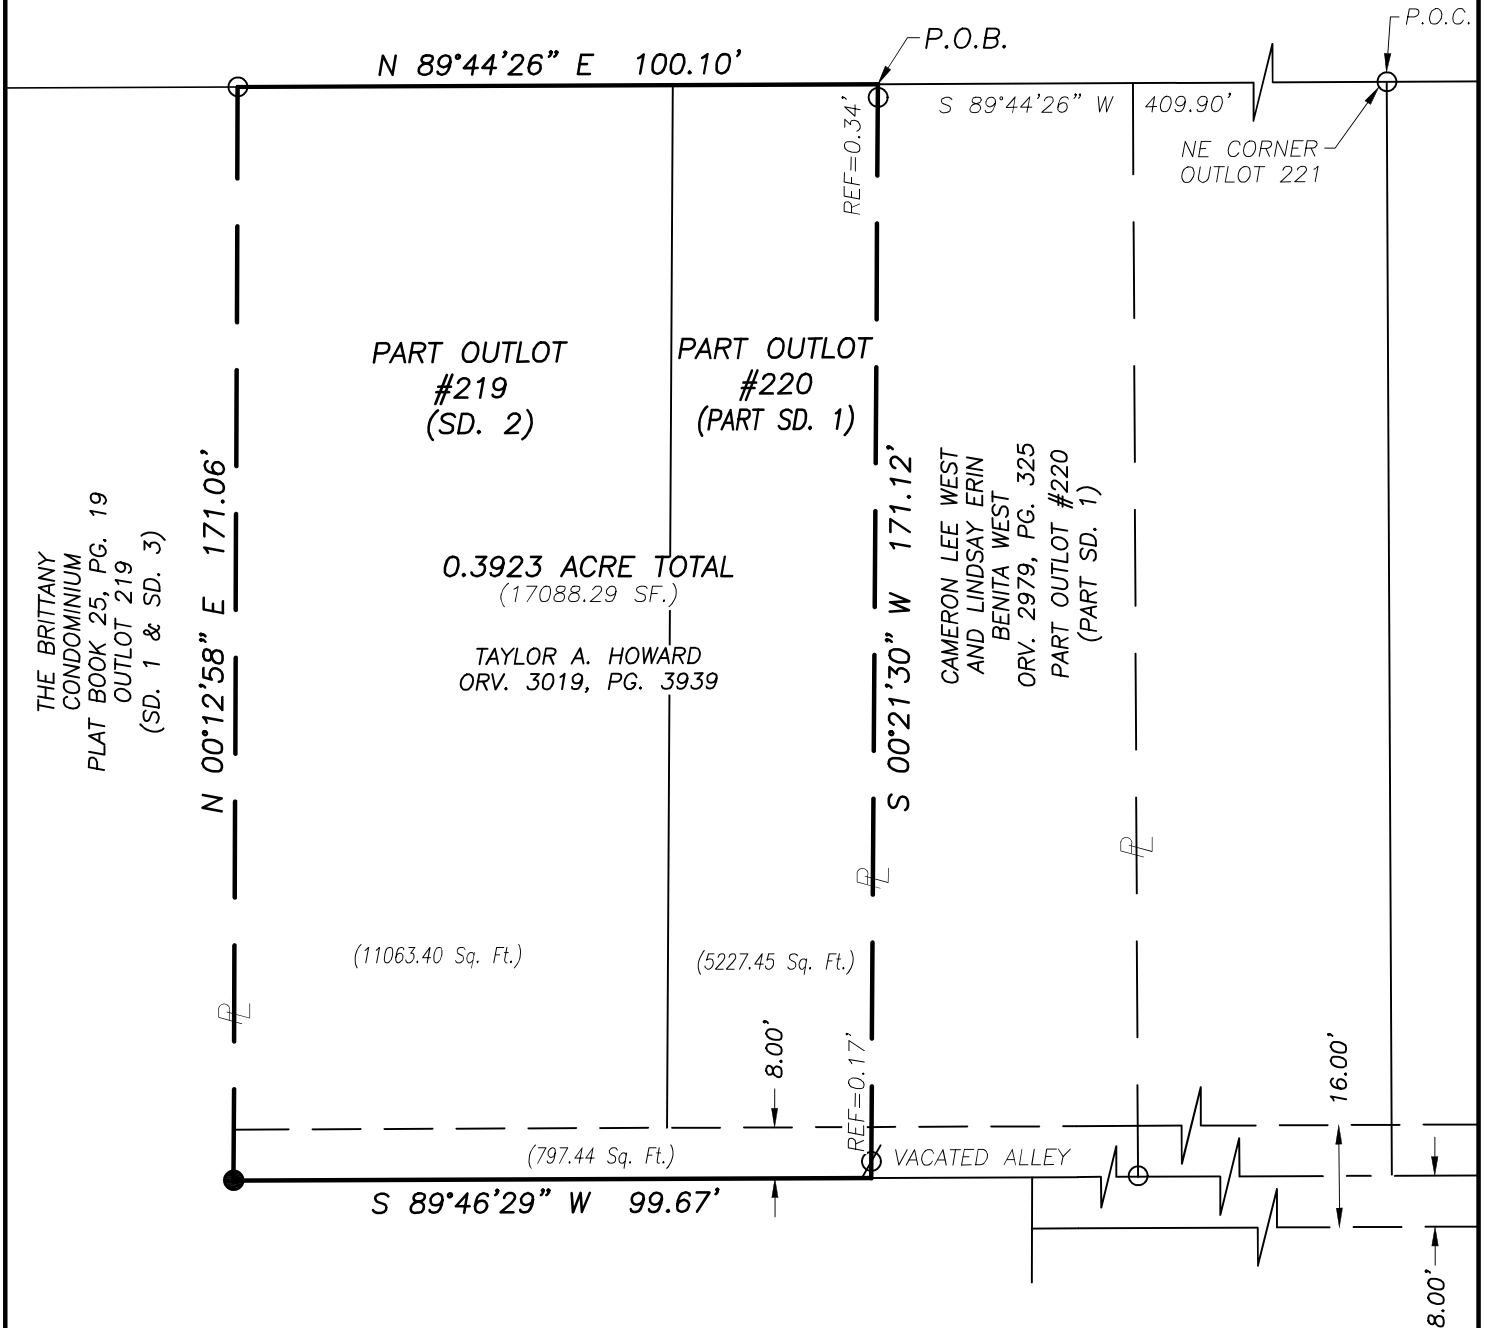 P.O.C.
N 89°44'26" E 100.10'
P.O.B.
S 89°44'26" W 409.90'
REF=0.34'
NE CORNER
OUTLOT 221
PART OUTLOT
#219
(SD. 2)
PART OUTLOT
#220
(PART SD. 1)
THE BRITTANY
CONDOMINIUM
PLAT BOOK 25, PG. 19
OUTLOT 219
(SD. 1 & SD. 3)
N 00°12'58" E 171.06'
0.3923 ACRE TOTAL
(17088.29 SF.)
TAYLOR A. HOWARD
ORV. 3019, PG. 3939
S 00°21'30" W 171.12'
CAMERON LEE WEST
AND LINDSAY ERIN
BENITA WEST
ORV. 2979, PG. 325
PART OUTLOT #220
(PART SD. 1)
PL
PL
(11063.40 Sq. Ft.)
(5227.45 Sq. Ft.)
PL
8.00'
REF=0.17'
16.00'
(797.44 Sq. Ft.)
VACATED ALLEY
S 89°46'29" W 99.67'
8.00'